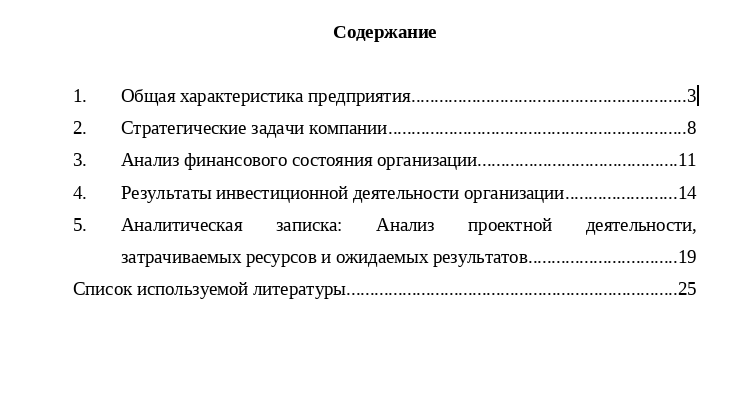 Содержание
1. Общая характеристика предприятия..........................................................3
2. Стратегические задачи компании...............................................................8
3. Анализ финансового состояния организации..........................................11
4. Результаты инвестиционной деятельности организации........................14
5. Аналитическая записка: Анализ проектной деятельности,
затрачиваемых ресурсов и ожидаемых результатов................................19
Список используемой литературы......................................................................25